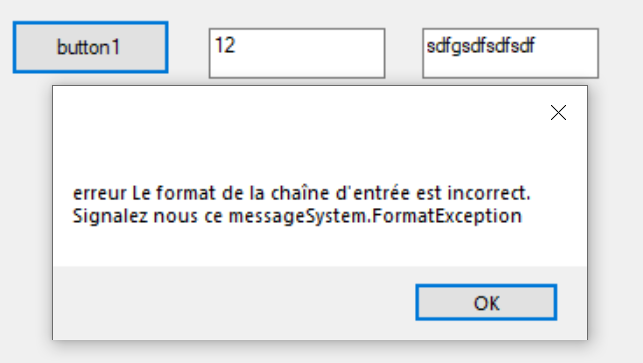 button1
12
sdfgsdfsdfsdf
erreur Le format de la chaîne d'entrée est incorrect.
Signalez nous ce messageSystem.FormatException
OK